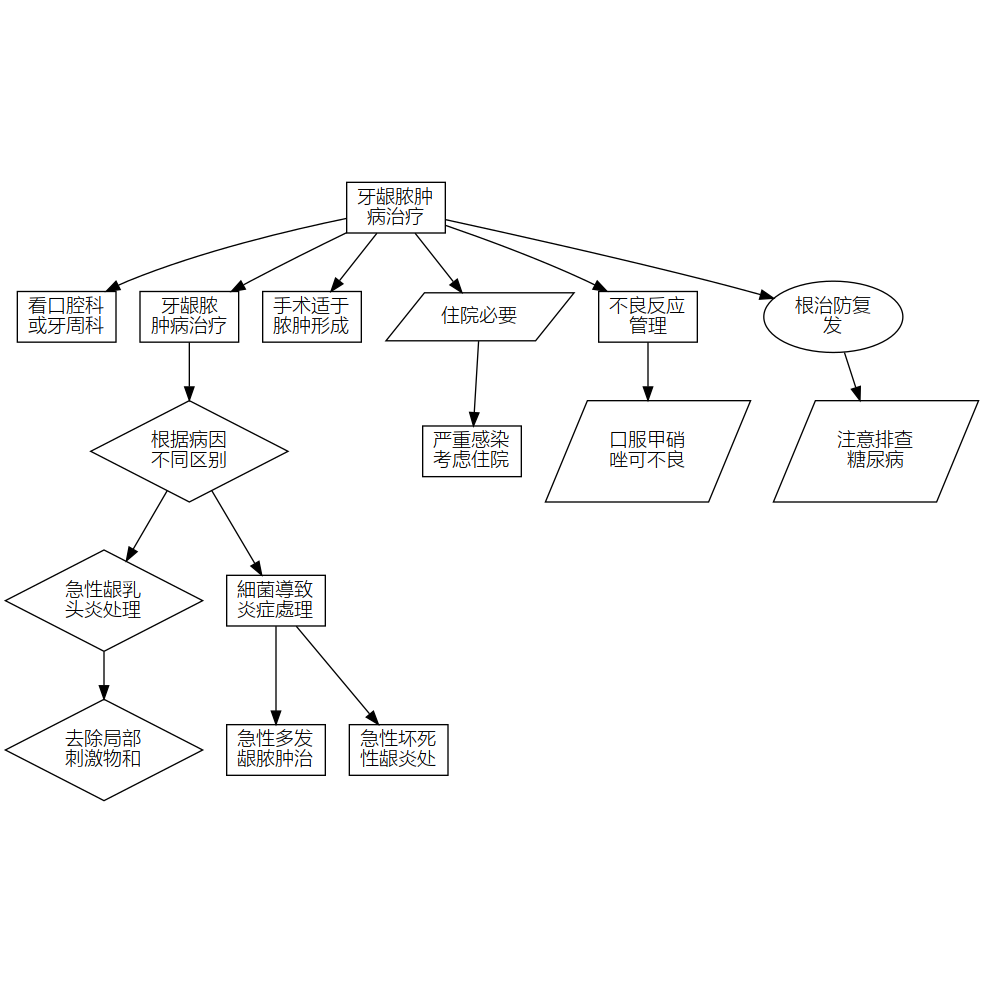 牙龈脓肿
病治疗
看口腔科
或牙周科
牙龈脓
肿病治疗
手术适于
脓肿形成
住院必要
不良反应
管理
根治防复
发
根据病因
不同区别
严重感染
考虑住院
口服甲硝
唑可不良
注意排查
糖尿病
急性龈乳
头炎处理
細菌導致
炎症處理
去除局部
刺激物和
急性多发
龈脓肿治
急性坏死
性龈炎处